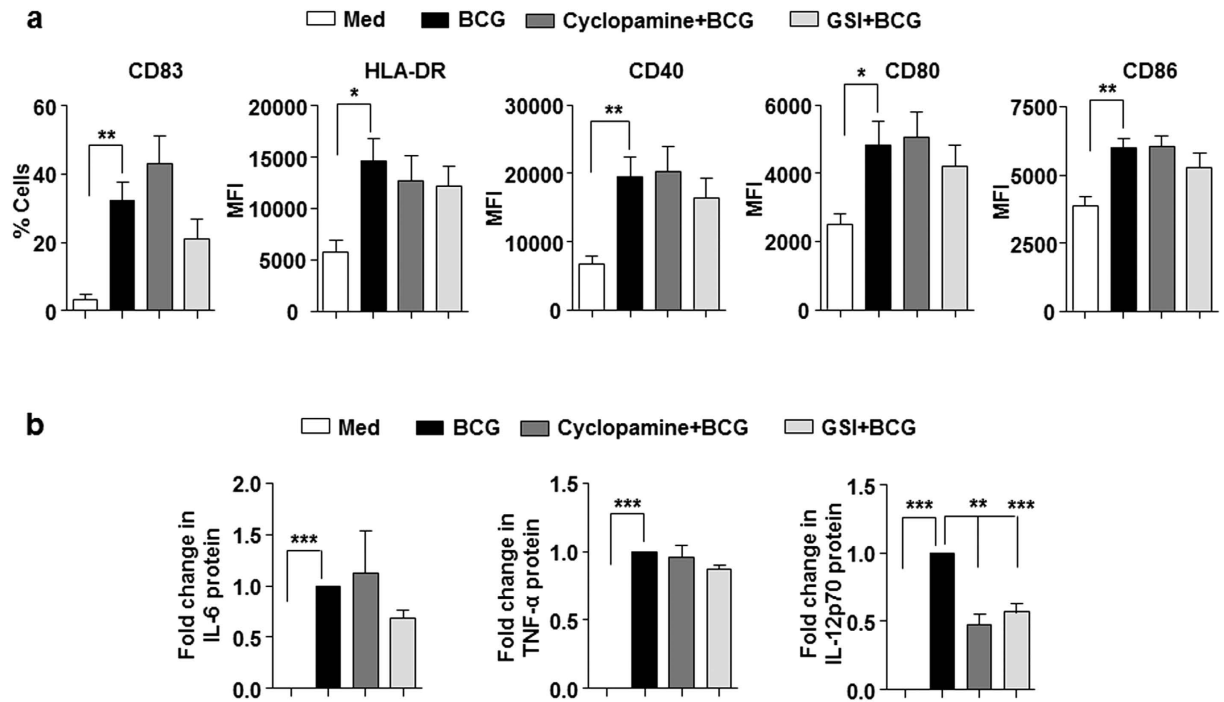 a
Med BCG Cyclopamine+BCG GSI+BCG
CD83
% Cells
60
40
20
0
**
HLA-DR
MFI
20000
15000
10000
5000
0
*
CD40
MFI
30000
20000
10000
0
**
CD80
MFI
6000
4000
2000
0
*
CD86
MFI
7500
5000
2500
0
**
b
Med BCG Cyclopamine+BCG GSI+BCG
Fold change in
IL-6 protein
2.0
1.5
1.0
0.5
0.0
***
Fold change in
TNF-α protein
1.5
1.0
0.5
0.0
***
Fold change in
IL-12p70 protein
1.5
1.0
0.5
0.0
*** ** ***